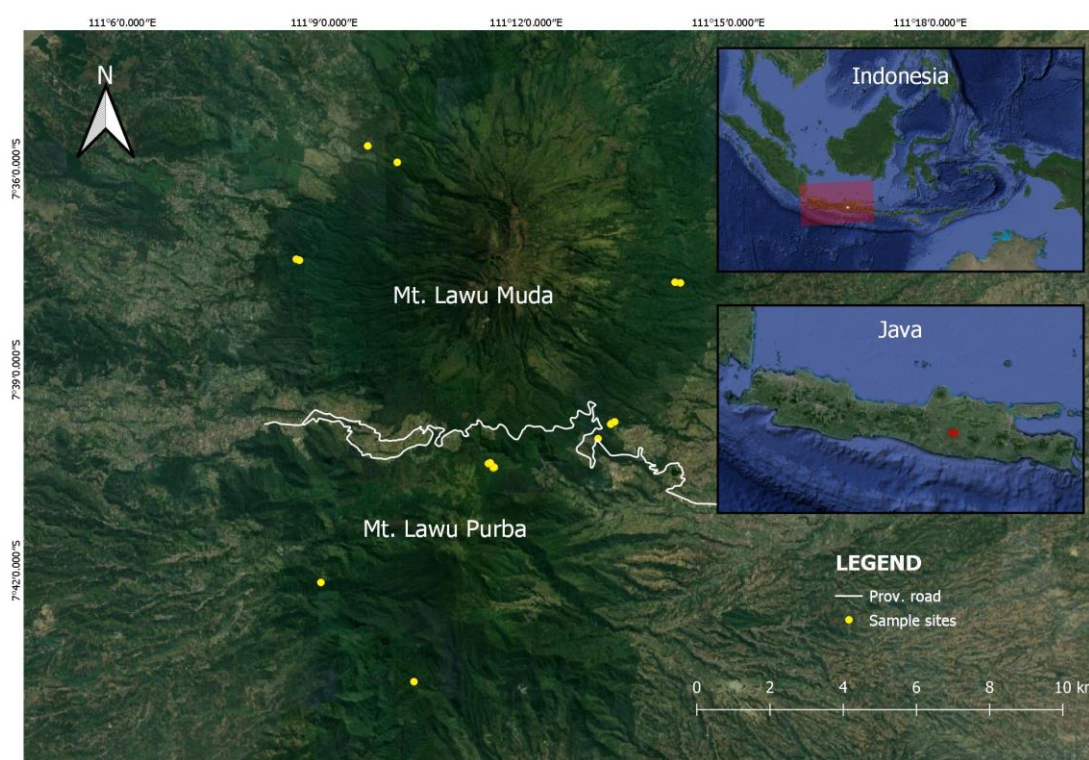 111°6'0.000"E 111°9'0.000"E 111°12'0.000"E 111°15'0.000"E 111°18'0.000"E
N
7°36'0.000"S
7°39'0.000"S
7°42'0.000"S
Indonesia
Mt. Lawu Muda
Java
Mt. Lawu Purba
LEGEND
Prov. road
Sample sites
0 2 4 6 8 10 km